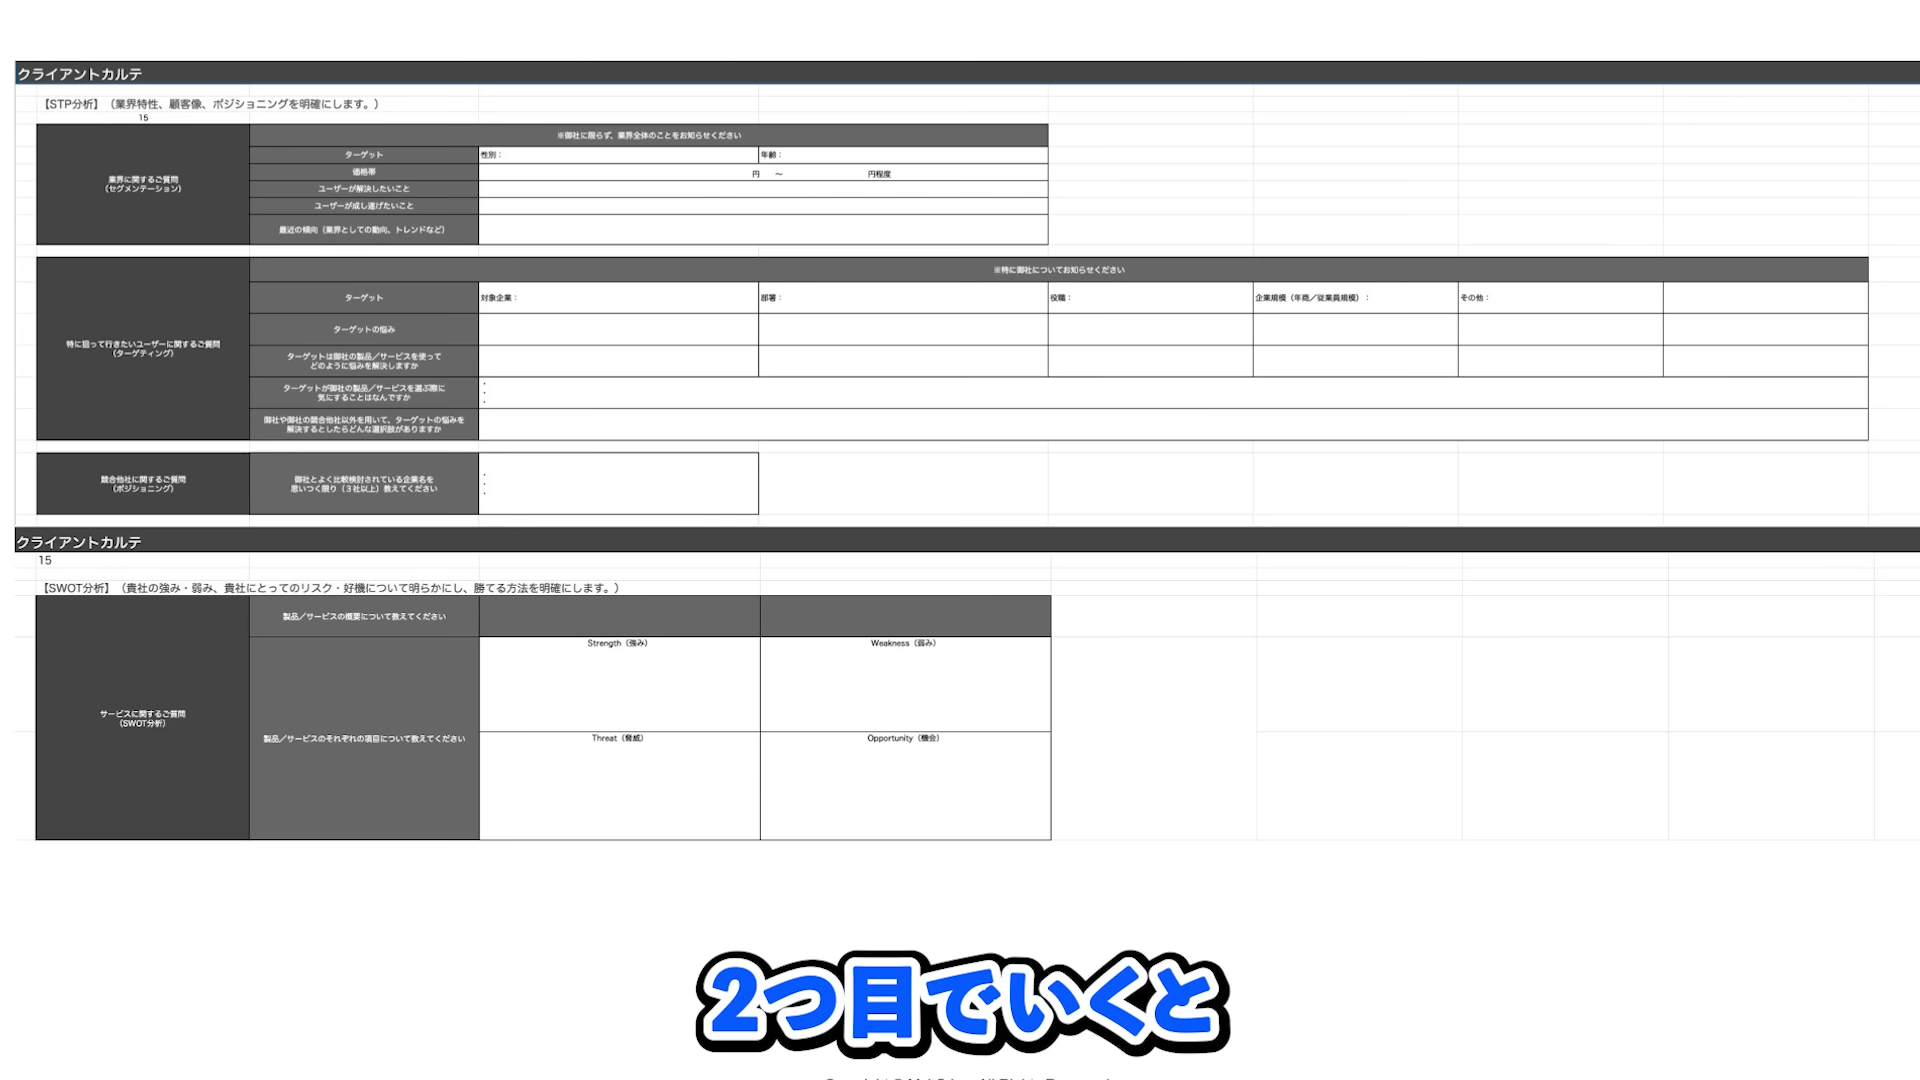 クライアントカルテ
【STP分析】（業界特性、顧客像、ポジショニングを明確にします。）
15
※御社に限らず、業界全体のことをお知らせください
業界に関するご質問
（セグメンテーション）
ターゲット
性別：
年齢：
価格帯
円　～　円程度
ユーザーが解決したいこと
ユーザーが成し遂げたいこと
最近の傾向（業界としての動向、トレンドなど）
※特に御社についてお知らせください
特に狙って行きたいユーザーに関するご質問
（ターゲティング）
ターゲット
対象企業：
部署：
役職：
企業規模（年商／従業員規模）：
その他：
ターゲットの悩み
ターゲットは御社の製品／サービスを使って
どのように悩みを解決しますか
ターゲットが御社の製品／サービスを選ぶ際に
気にすることはなんですか
・
・
・
御社や御社の競合他社以外を用いて、ターゲットの悩みを
解決するとしたらどんな選択肢がありますか
競合他社に関するご質問
（ポジショニング）
御社とよく比較検討されている企業名を
思いつく限り（３社以上）教えてください
・
・
・
クライアントカルテ
15
【SWOT分析】（貴社の強み・弱み、貴社にとってのリスク・好機について明らかにし、勝てる方法を明確にします。）
サービスに関するご質問
（SWOT分析）
製品／サービスの概要について教えてください
製品／サービスのそれぞれの項目について教えてください
Strength（強み）
Weakness（弱み）
Threat（脅威）
Opportunity（機会）
2つ目でいくと